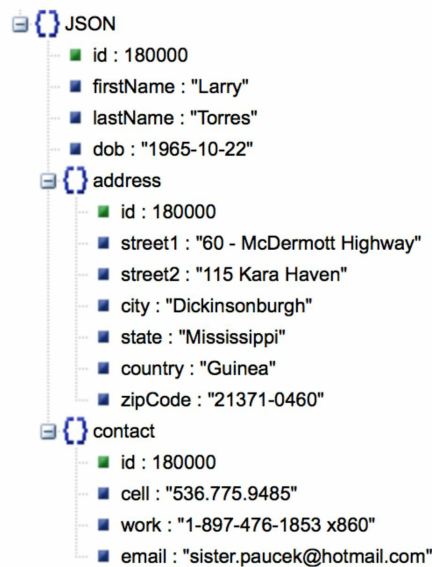 JSON
id : 180000
firstName : "Larry"
lastName : "Torres"
dob : "1965-10-22"
address
id : 180000
street1 : "60 - McDermott Highway"
street2 : "115 Kara Haven"
city : "Dickinsonburgh"
state : "Mississippi"
country : "Guinea"
zipCode : "21371-0460"
contact
id : 180000
cell : "536.775.9485"
work : "1-897-476-1853 x860"
email : "sister.paucek@hotmail.com"